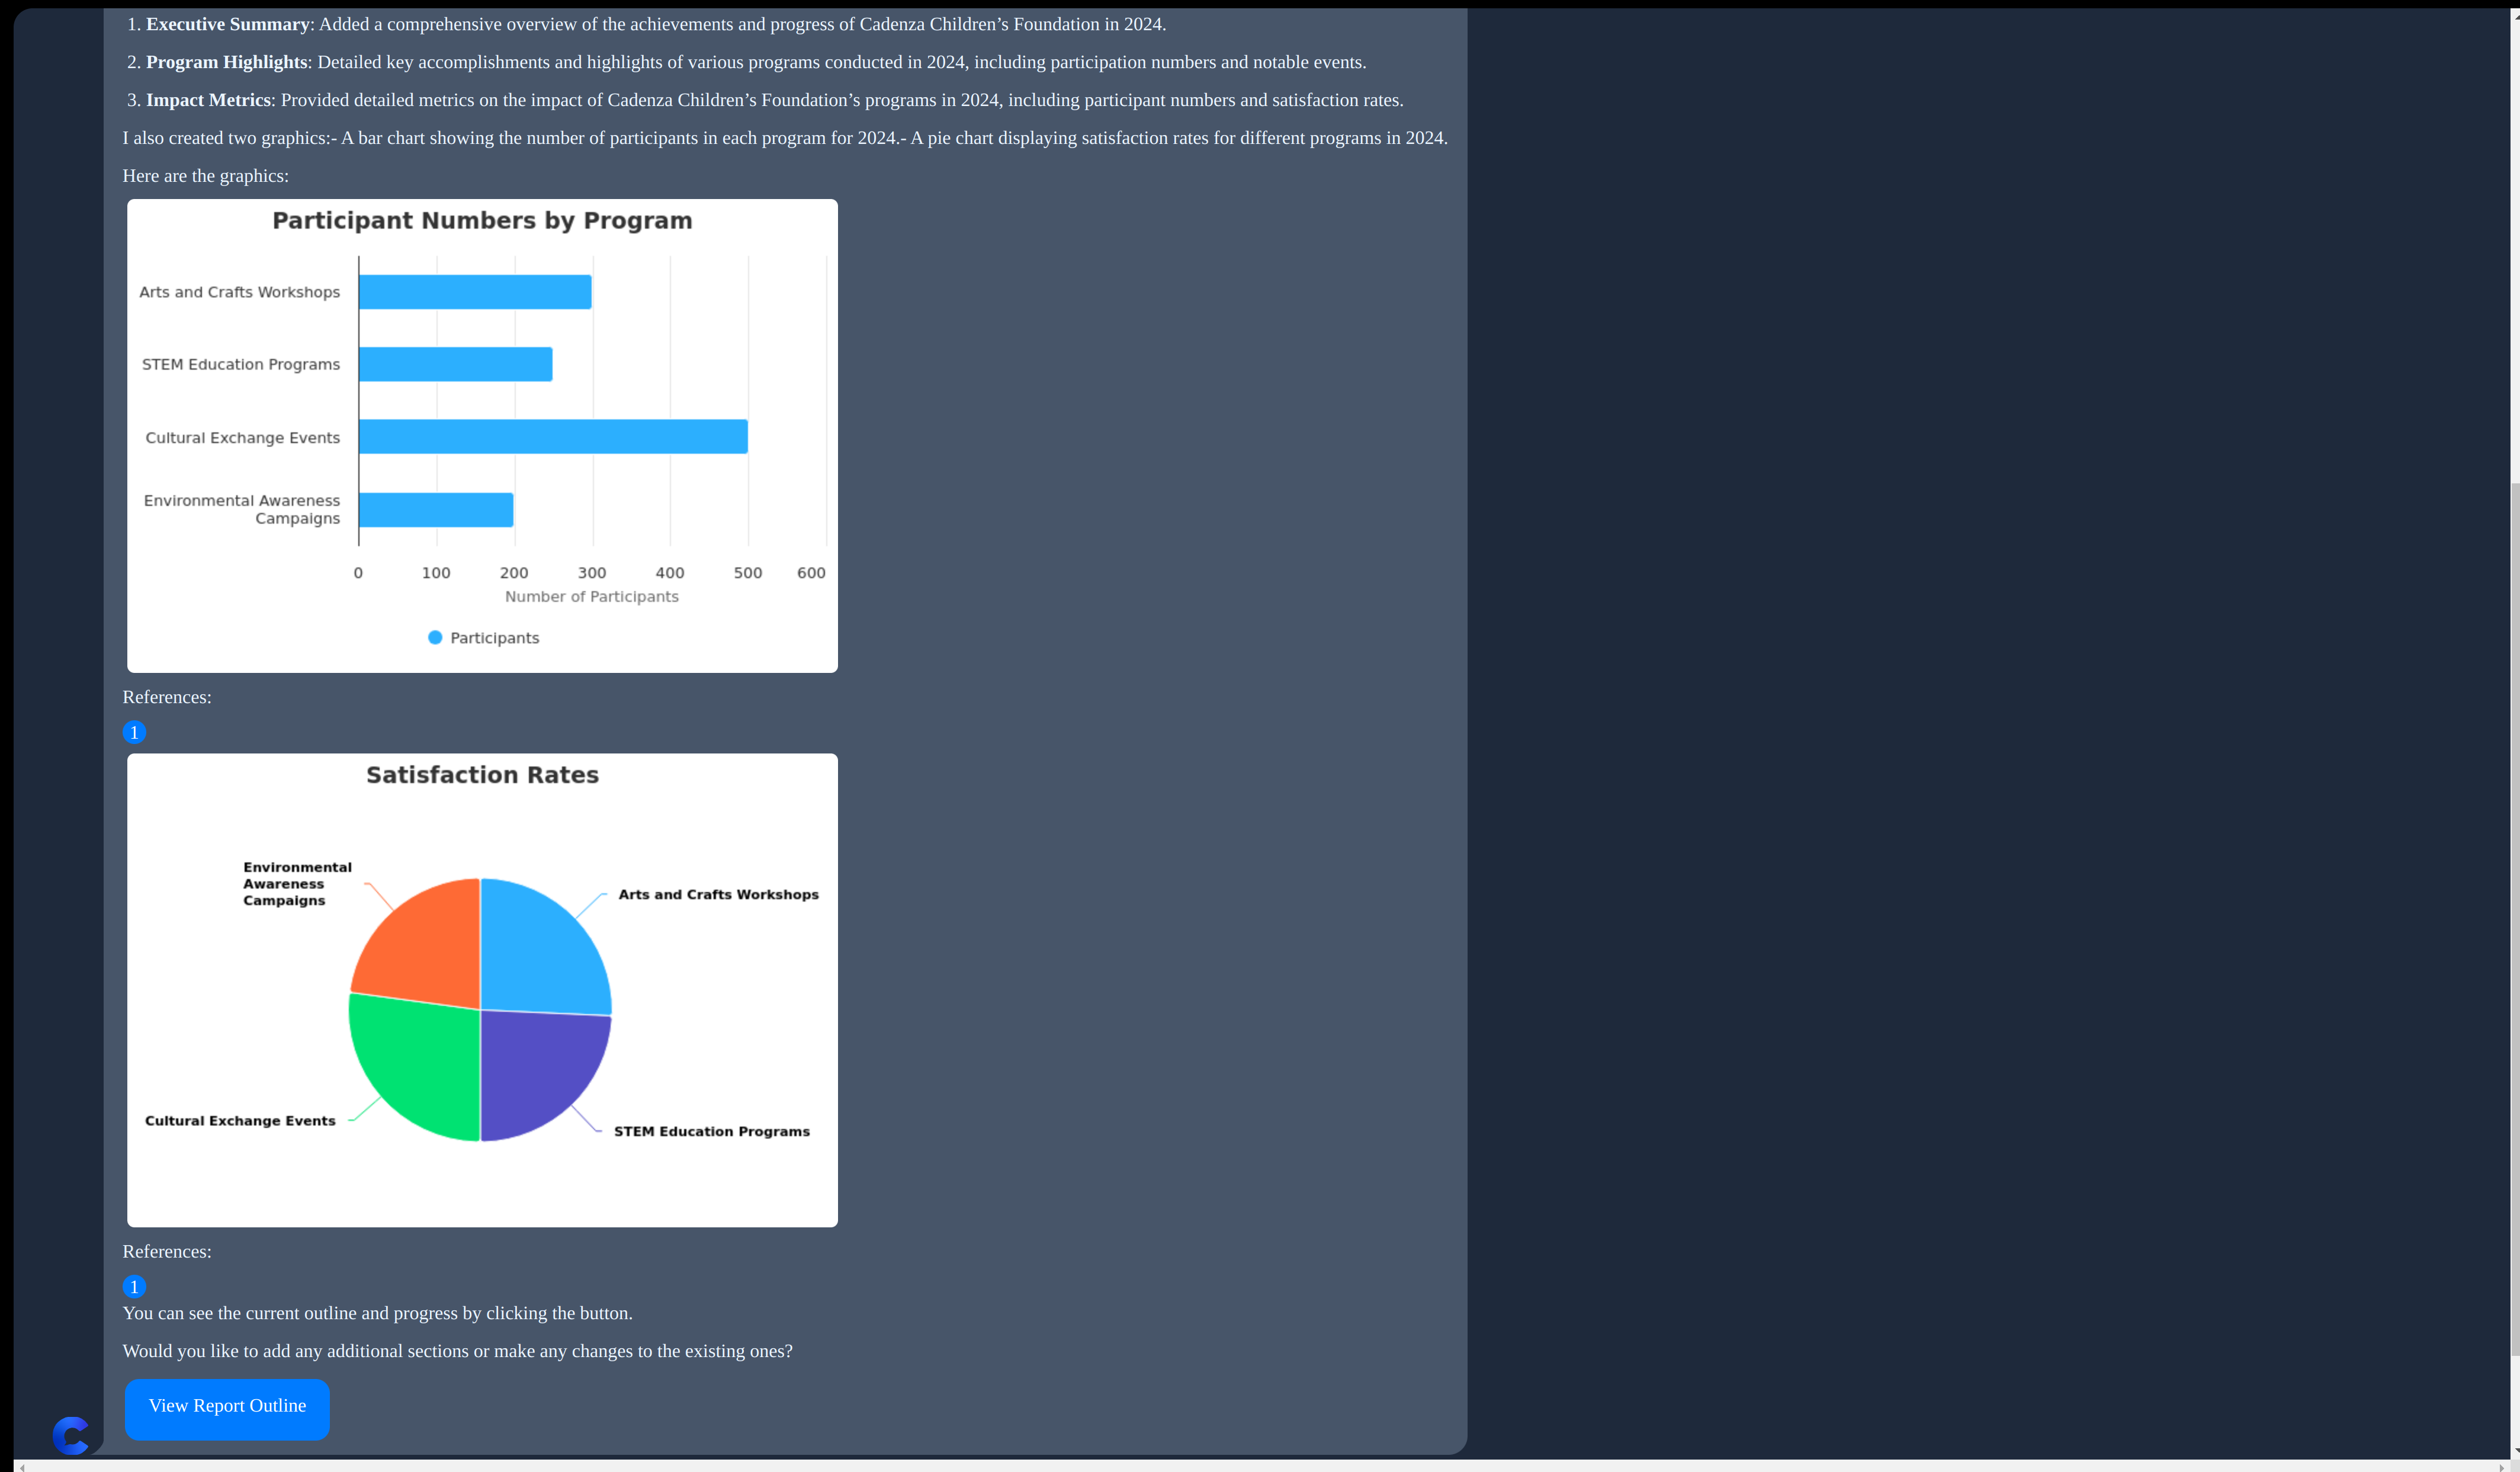 1. Executive Summary: Added a comprehensive overview of the achievements and progress of Cadenza Children’s Foundation in 2024.
2. Program Highlights: Detailed key accomplishments and highlights of various programs conducted in 2024, including participation numbers and notable events.
3. Impact Metrics: Provided detailed metrics on the impact of Cadenza Children’s Foundation’s programs in 2024, including participant numbers and satisfaction rates.
I also created two graphics:- A bar chart showing the number of participants in each program for 2024.- A pie chart displaying satisfaction rates for different programs in 2024.
Here are the graphics:
Participant Numbers by Program
Arts and Crafts Workshops
STEM Education Programs
Cultural Exchange Events
Environmental Awareness
Campaigns
0 100 200 300 400 500 600
Number of Participants
Participants
References:
1
Satisfaction Rates
Environmental
Awareness
Campaigns
Arts and Crafts Workshops
Cultural Exchange Events
STEM Education Programs
References:
1
You can see the current outline and progress by clicking the button.
Would you like to add any additional sections or make any changes to the existing ones?
View Report Outline